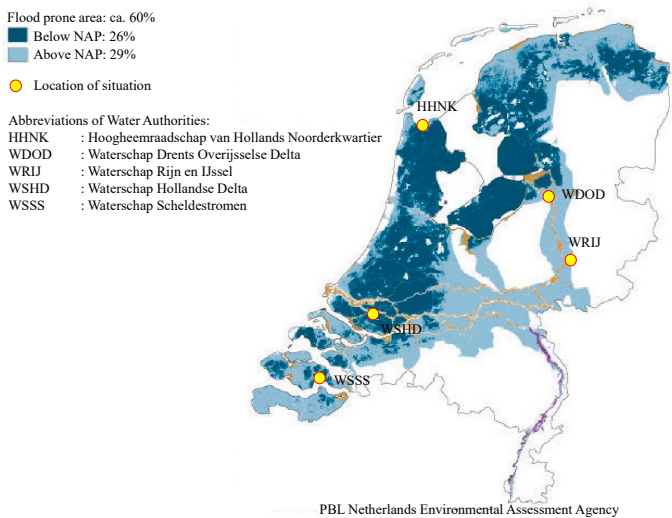 Flood prone area: ca. 60%
Below NAP: 26%
Above NAP: 29%
Location of situation
Abbreviations of Water Authorities:
HHNK : Hoogheemraadschap van Hollands Noorderkwartier
WDOD : Waterschap Drents Overijsselse Delta
WRIJ : Waterschap Rijn en IJssel
WSHD : Waterschap Hollandse Delta
WSSS : Waterschap Scheldestromen
HHNK
WDOD
WRIJ
WSHD
WSSS
PBL Netherlands Environmental Assessment Agency